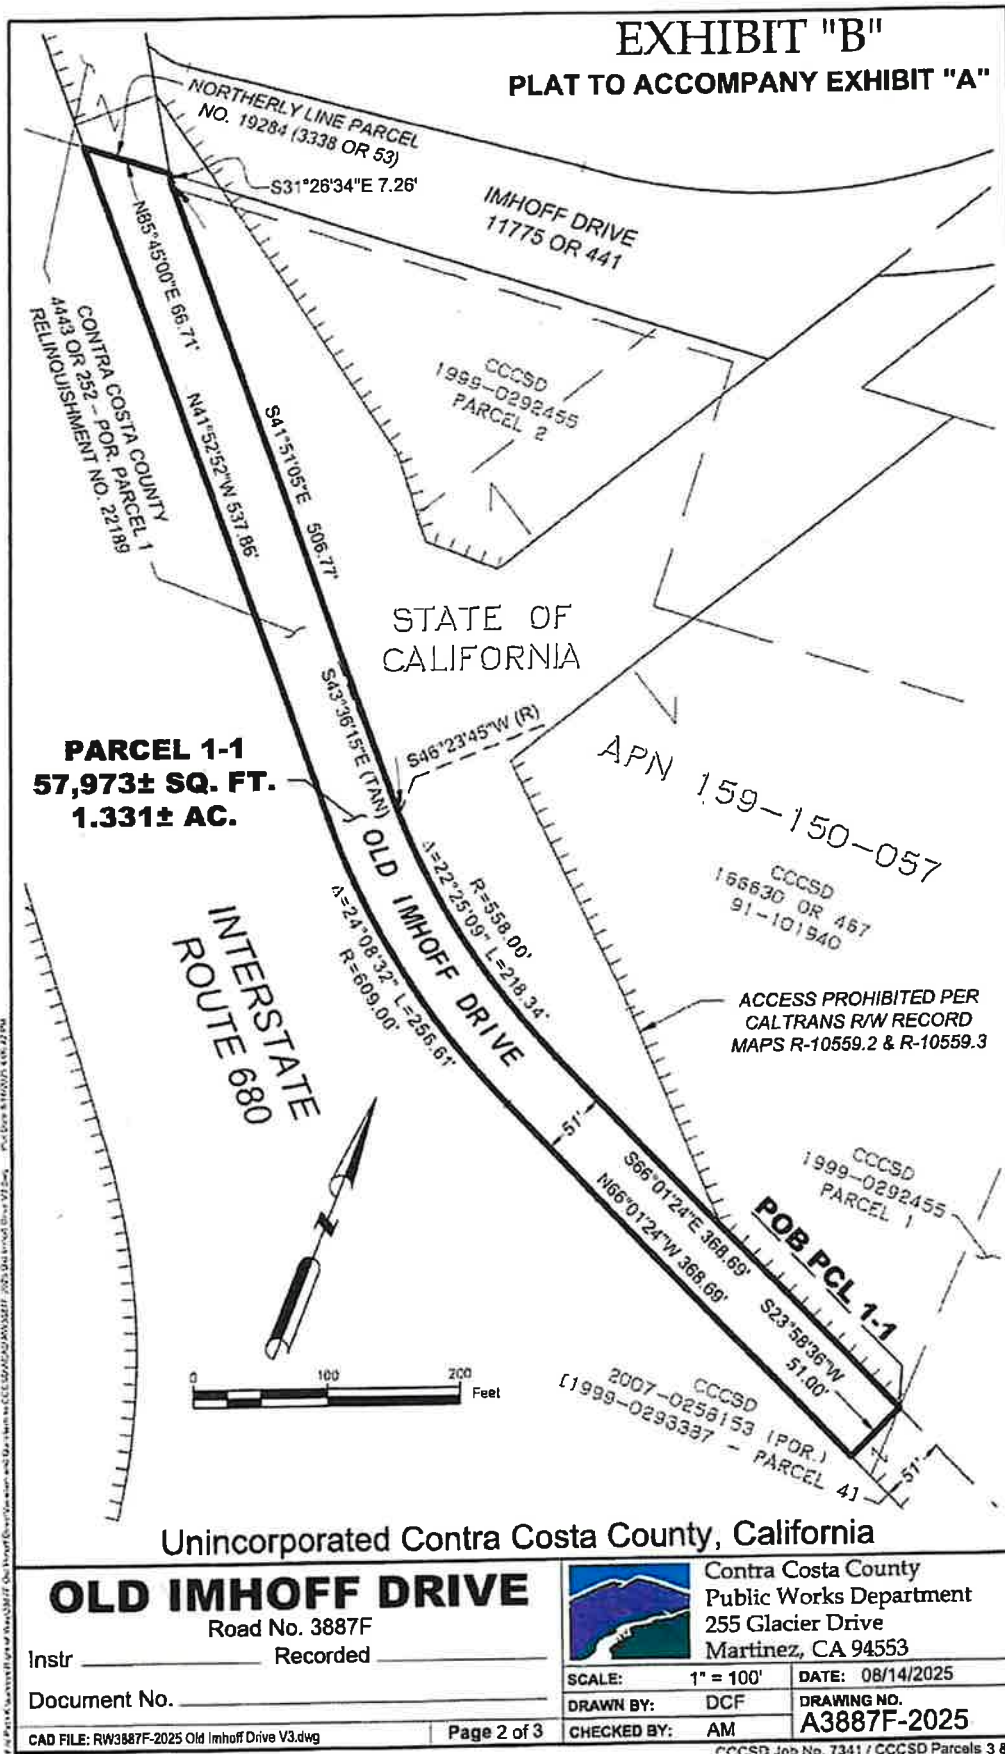 EXHIBIT "B"
PLAT TO ACCOMPANY EXHIBIT "A"
NORTHERLY LINE PARCEL
NO. 19284 (3338 OR 53)
S31°26'34"E 7.26'
IMHOFF DRIVE
11775 OR 441
N85°45'00"E 66.71'
CONTRA COSTA COUNTY
4443 OR 252 - POR. PARCEL 1
RELINQUISHMENT NO. 22189
CCCSD
1999-0292455
PARCEL 2
N41°52'52"W 537.86'
S41°51'05"E 506.77'
STATE OF
CALIFORNIA
S43°36'15"E (TAN)
S46°23'45"W (R)
PARCEL 1-1
57,973± SQ. FT.
1.331± AC.
APN 159-150-057
OLD IMHOFF DRIVE
R=558.00'
Δ=22°25'09" L=218.34'
Δ=24°08'32" L=256.61'
R=609.00'
CCCSD
166630 OR 467
91-101940
INTERSTATE
ROUTE 680
ACCESS PROHIBITED PER
CALTRANS R/W RECORD
MAPS R-10559.2 & R-10559.3
51'
S66°01'24"E 368.69'
N66°01'24"W 368.69'
CCCSD
1999-0292455
PARCEL 1
POB PCL 1-1
S23°58'36"W
51.00'
N
0 100 200
Feet
CCCSD
2007-0258153 (POR.)
[1999-0293387 - PARCEL 4]
51'
Unincorporated Contra Costa County, California
OLD IMHOFF DRIVE
Road No. 3887F
Instr Recorded
Document No.
CAD FILE: RW3887F-2025 Old Imhoff Drive V3.dwg
Page 2 of 3
Contra Costa County
Public Works Department
255 Glacier Drive
Martinez, CA 94553
SCALE: 1" = 100'
DATE: 08/14/2025
DRAWN BY: DCF
DRAWING NO.
CHECKED BY: AM
A3887F-2025
CCCSD Job No. 7341 / CCCSD Parcels 3 &